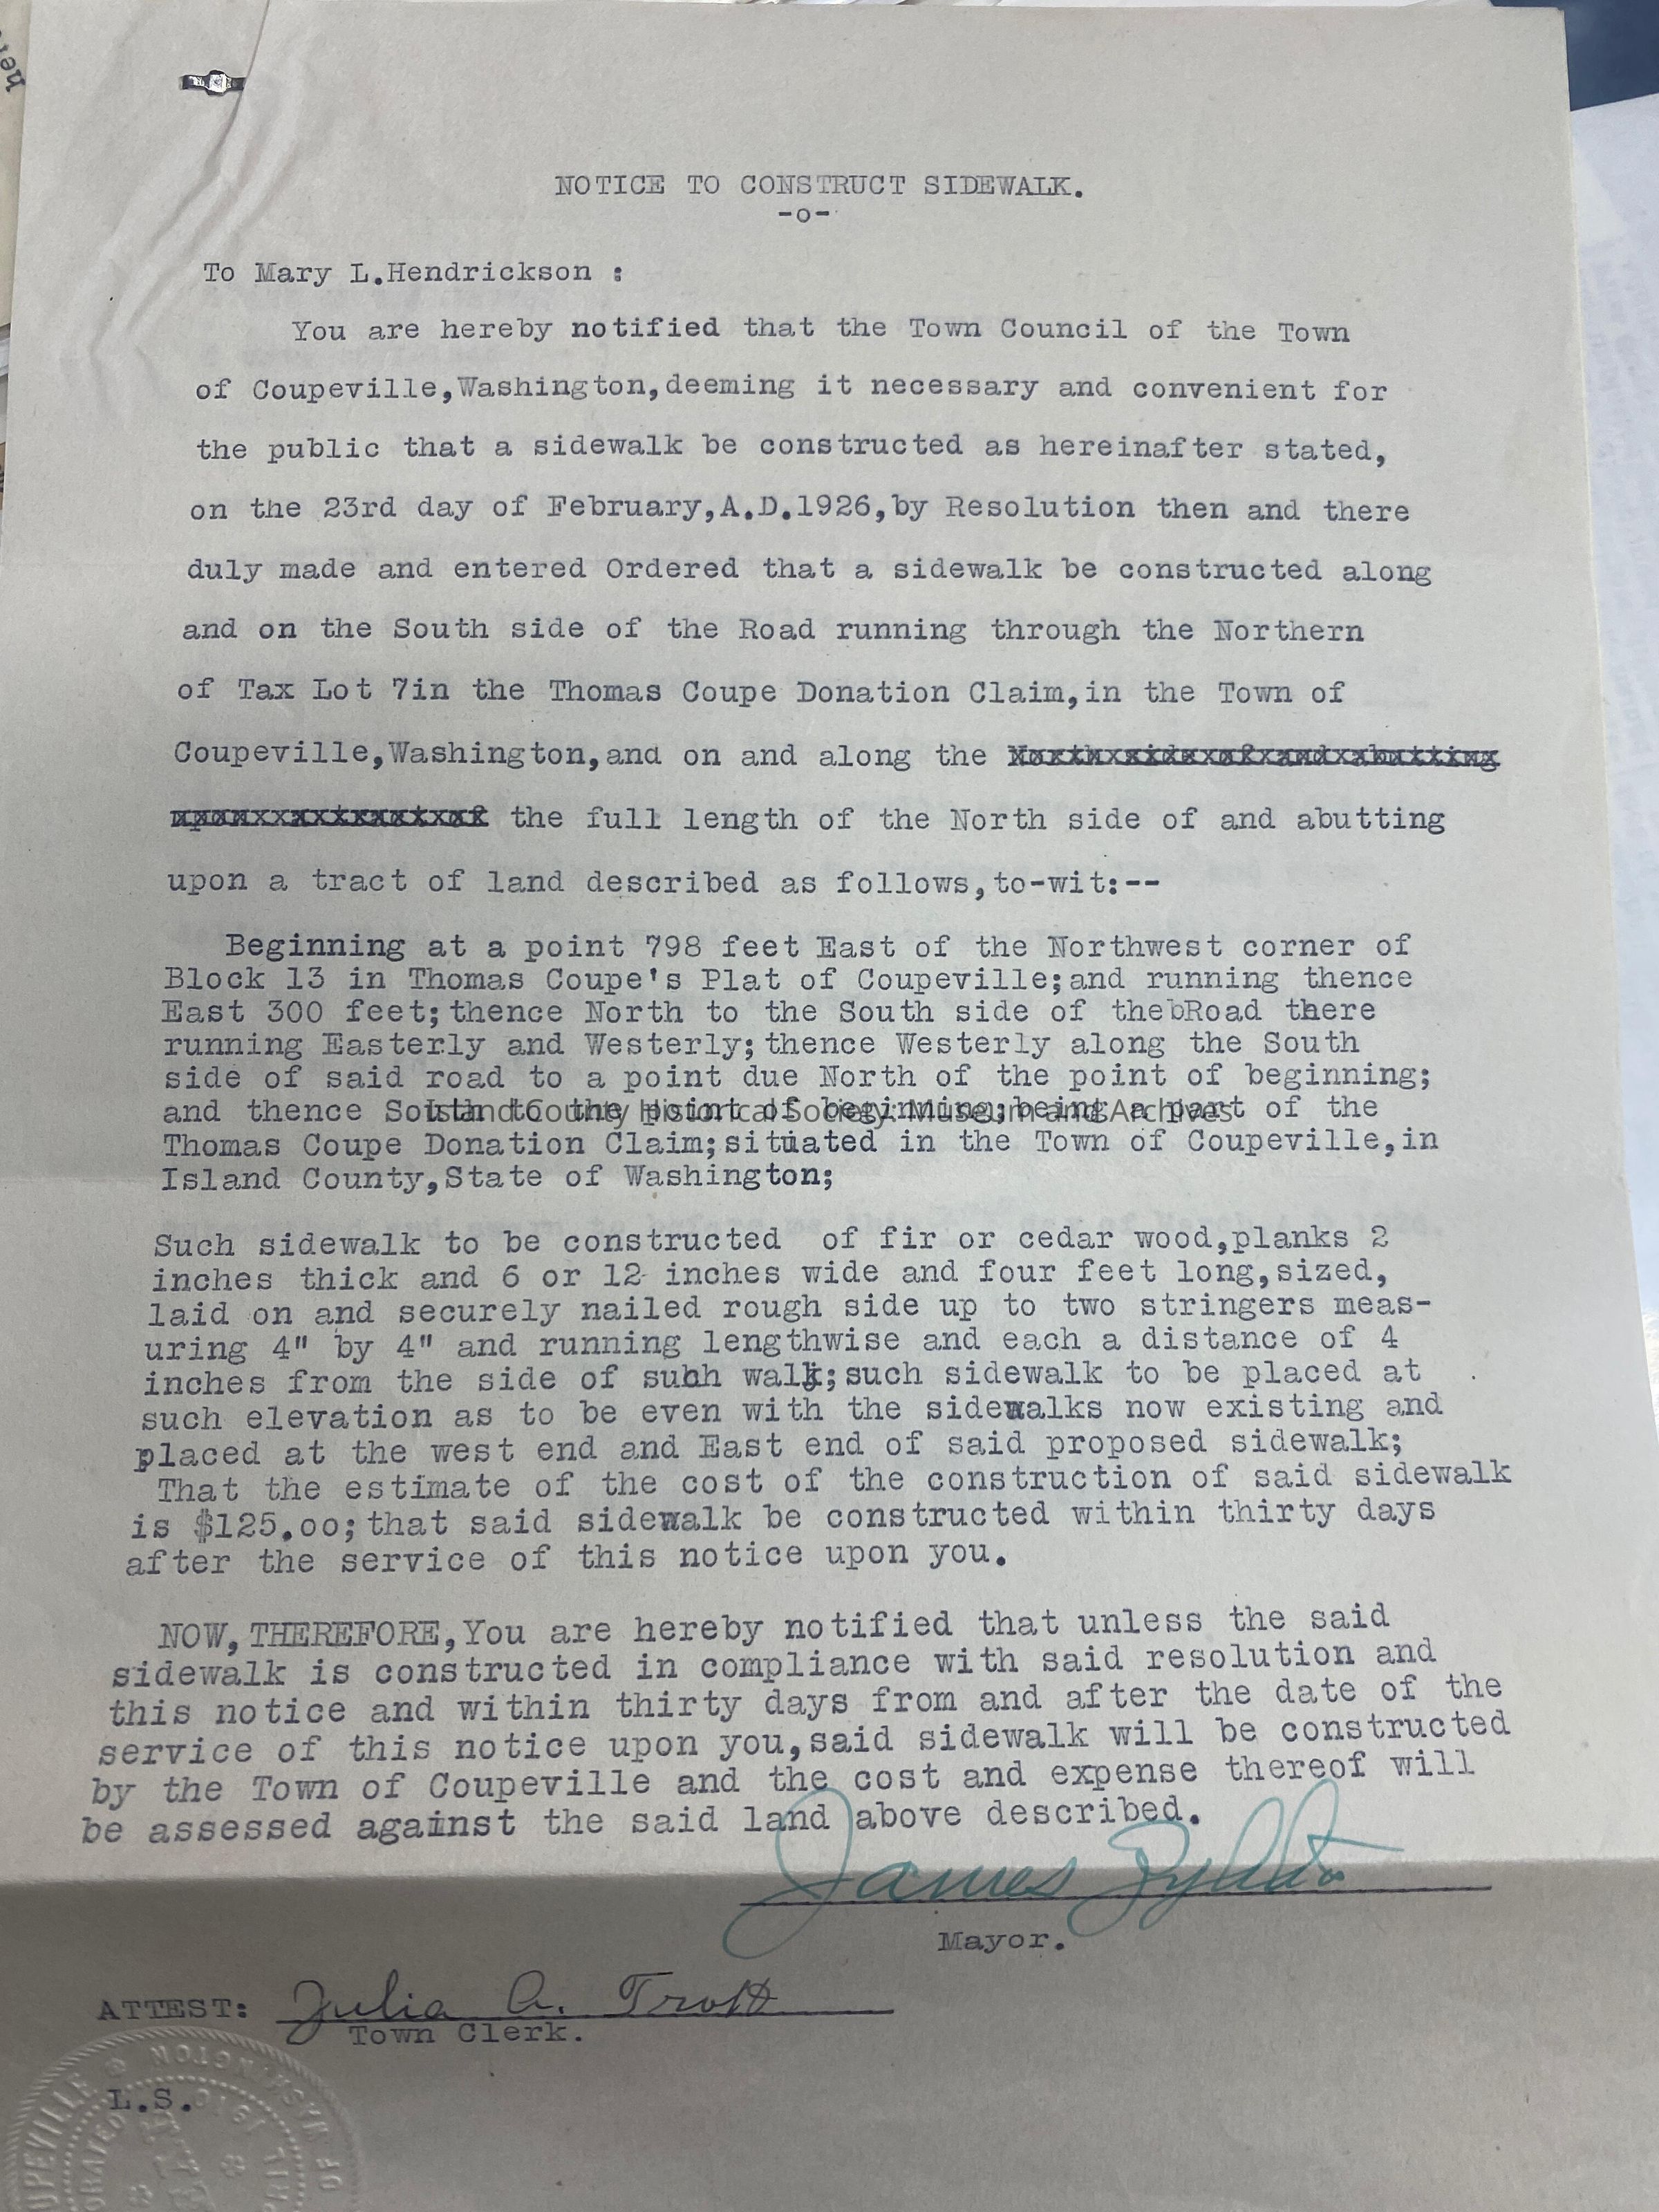 NOTICE TO CONSTRUCT SIDEWALK.
-o-
To Mary L.Hendrickson :
You are hereby notified that the Town Council of the Town
of Coupeville,Washington,deeming it necessary and convenient for
the public that a sidewalk be constructed as hereinafter stated,
on the 23rd day of February,A.D.1926,by Resolution then and there
duly made and entered Ordered that a sidewalk be constructed along
and on the South side of the Road running through the Northern
of Tax Lot 7in the Thomas Coupe Donation Claim,in the Town of
Coupeville,Washington,and on and along the
the full length of the North side of and abutting
upon a tract of land described as follows,to-wit:--
Beginning at a point 798 feet East of the Northwest corner of
Block 13 in Thomas Coupe's Plat of Coupeville;and running thence
East 300 feet;thence North to the South side of thebRoad there
running Easterly and Westerly;thence Westerly along the South
side of said road to a point due North of the point of beginning;
and thence South to the point of beginning;being a part of the
Island County Historical Society: Museum and Archives
Thomas Coupe Donation Claim;situated in the Town of Coupeville,in
Island County,State of Washington;
Such sidewalk to be constructed of fir or cedar wood,planks 2
inches thick and 6 or 12 inches wide and four feet long,sized,
laid on and securely nailed rough side up to two stringers meas-
uring 4" by 4" and running lengthwise and each a distance of 4
inches from the side of such walk;such sidewalk to be placed at
such elevation as to be even with the sidewalks now existing and
placed at the west end and East end of said proposed sidewalk;
That the estimate of the cost of the construction of said sidewalk
is $125.oo;that said sidewalk be constructed within thirty days
after the service of this notice upon you.
NOW,THEREFORE,You are hereby notified that unless the said
sidewalk is constructed in compliance with said resolution and
this notice and within thirty days from and after the date of the
service of this notice upon you,said sidewalk will be constructed
by the Town of Coupeville and the cost and expense thereof will
be assessed against the said land above described.
James
Mayor.
ATTEST: Julia A. Trott
Town Clerk.
L.S.